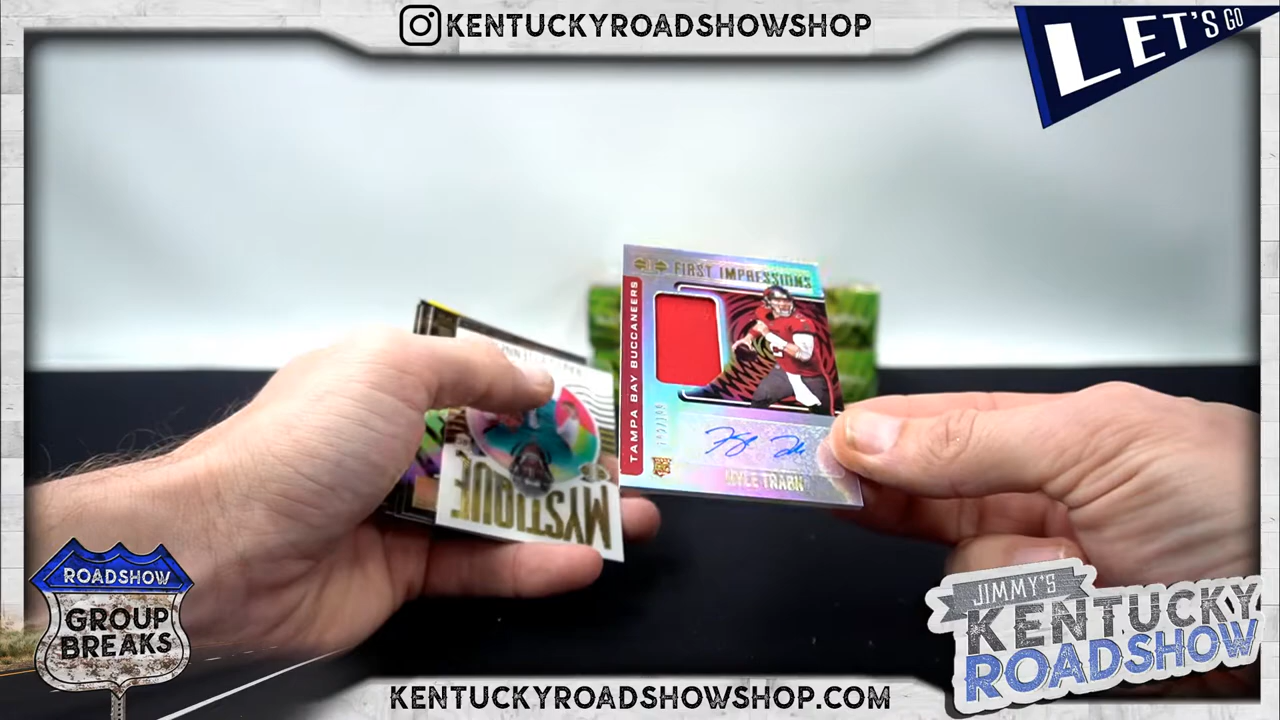 KENTUCKYROADSHOWSHOP
LET'S GO
FIRST IMPRESSIONS
TAMPA BAY BUCCANEERS
KYLE TRASK
MYSTIQUE
ROADSHOW
GROUP
BREAKS
JIMMY'S
KENTUCKY
ROADSHOW
KENTUCKYROADSHOWSHOP.COM